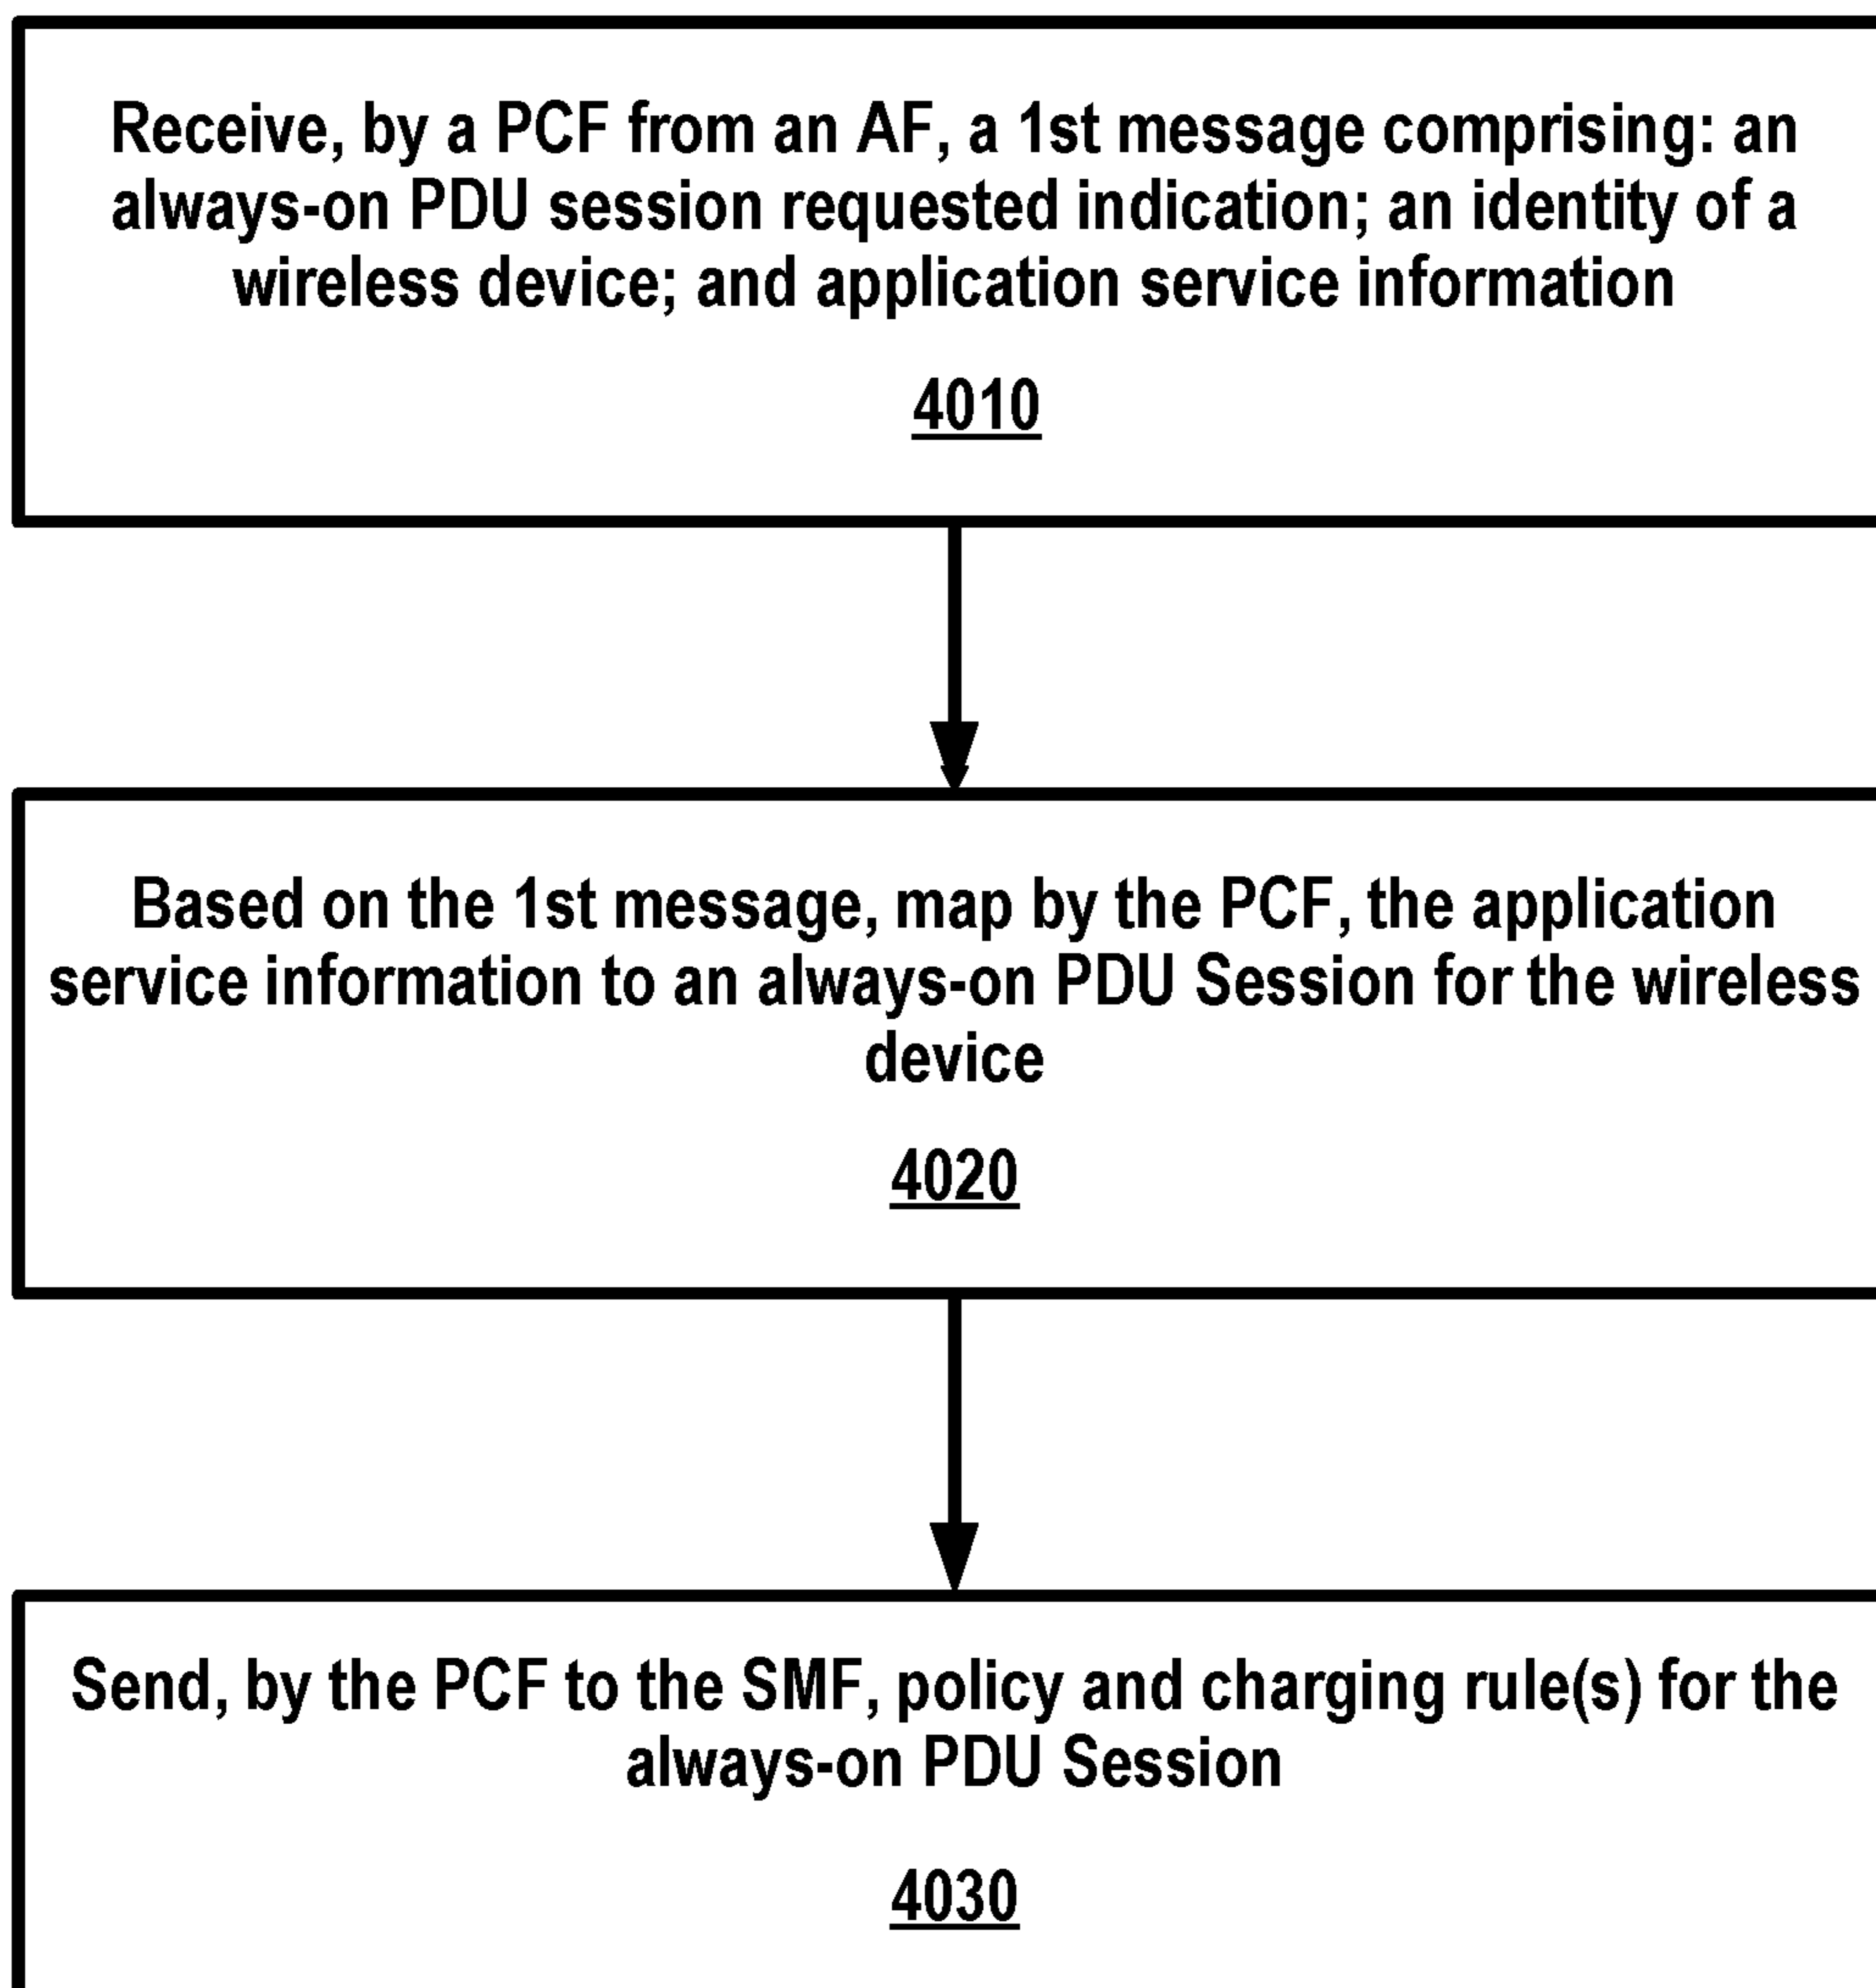 Receive, by a PCF from an AF, a 1st message comprising: an
always-on PDU session requested indication; an identity of a
wireless device; and application service information
4010
Based on the 1st message, map by the PCF, the application
service information to an always-on PDU Session for the wireless
device
4020
Send, by the PCF to the SMF, policy and charging rule(s) for the
always-on PDU Session
4030